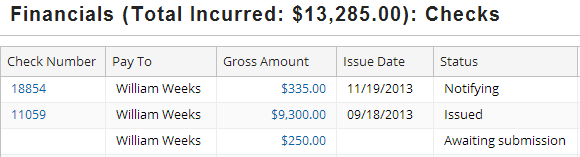 Financials (Total Incurred: $13,285.00): Checks
Check Number Pay To Gross Amount Issue Date Status
18854 William Weeks $335.00 11/19/2013 Notifying
11059 William Weeks $9,300.00 09/18/2013 Issued
William Weeks $250.00 Awaiting submission